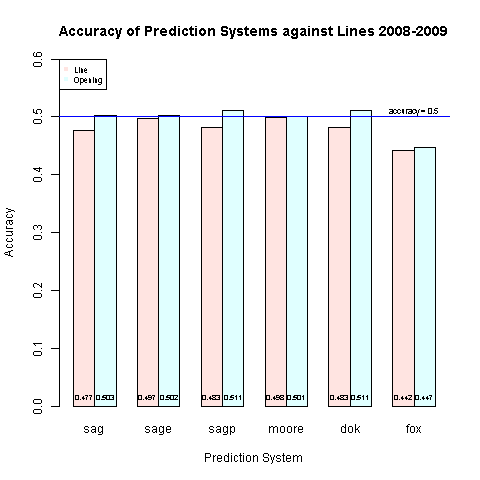 Accuracy of Prediction Systems against Lines 2008-2009
Line
Opening
accuracy = 0.5
Accuracy
0.6
0.5
0.4
0.3
0.2
0.1
0.0
0.477 0.503 0.497 0.502 0.483 0.511 0.498 0.501 0.483 0.511 0.442 0.447
sag sage sagp moore dok fox
Prediction System